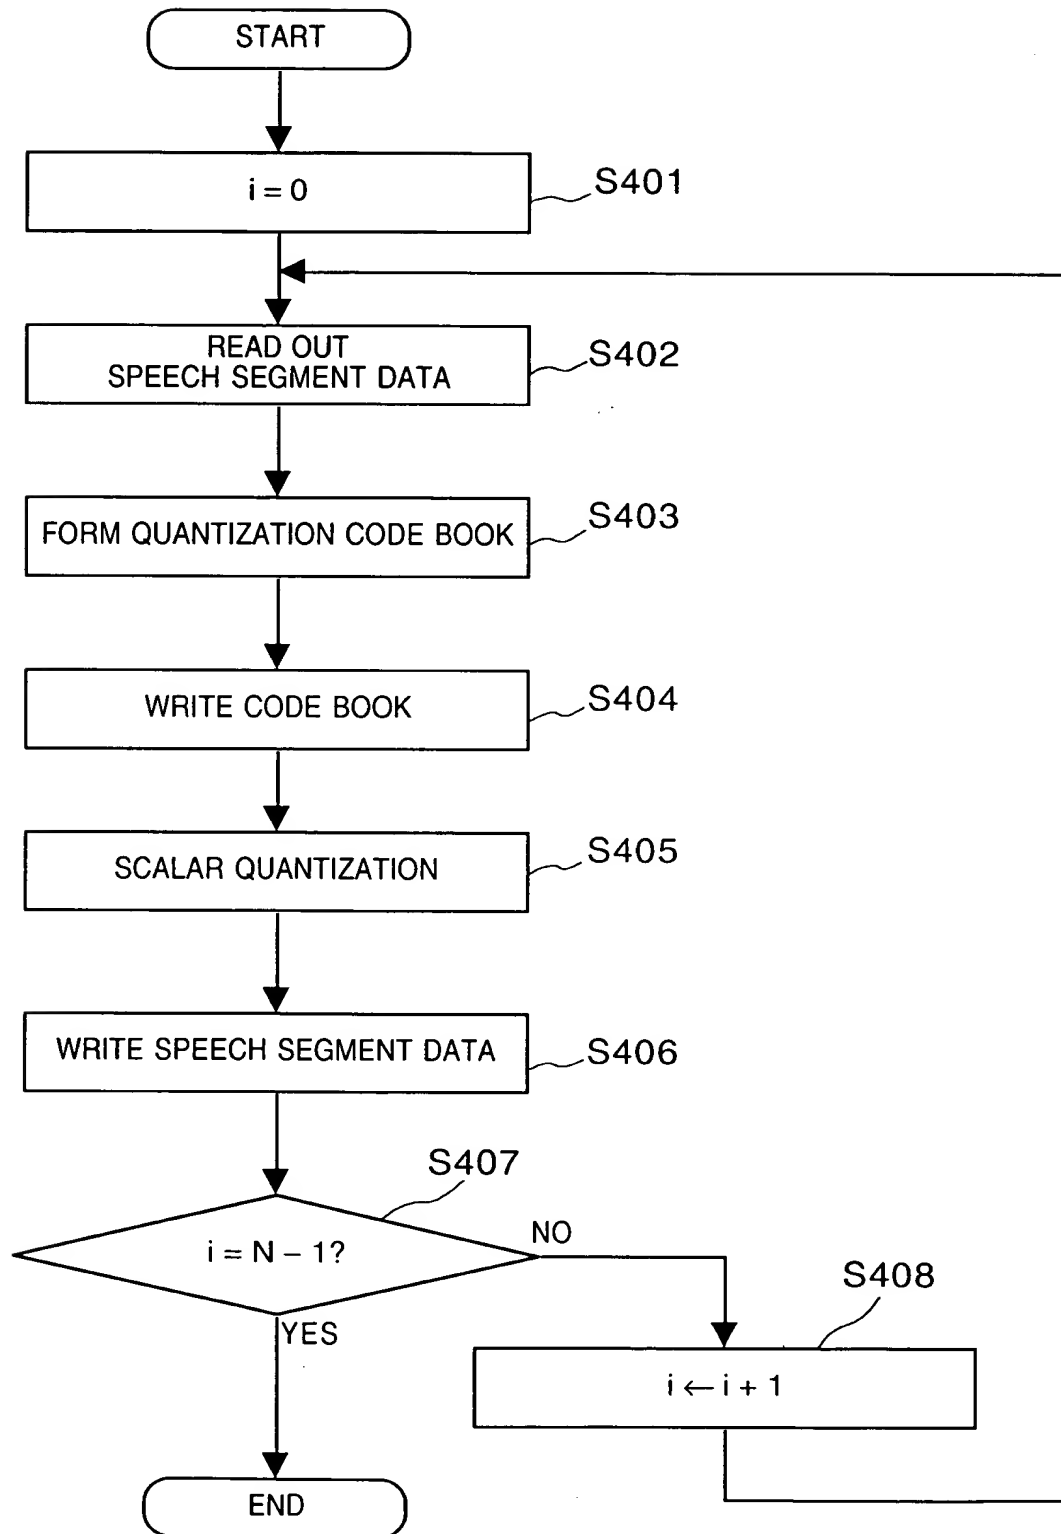 START
i = 0
S401
READ OUT
SPEECH SEGMENT DATA
S402
FORM QUANTIZATION CODE BOOK
S403
WRITE CODE BOOK
S404
SCALAR QUANTIZATION
S405
WRITE SPEECH SEGMENT DATA
S406
S407
i = N – 1?
NO
YES
S408
i ← i + 1
END